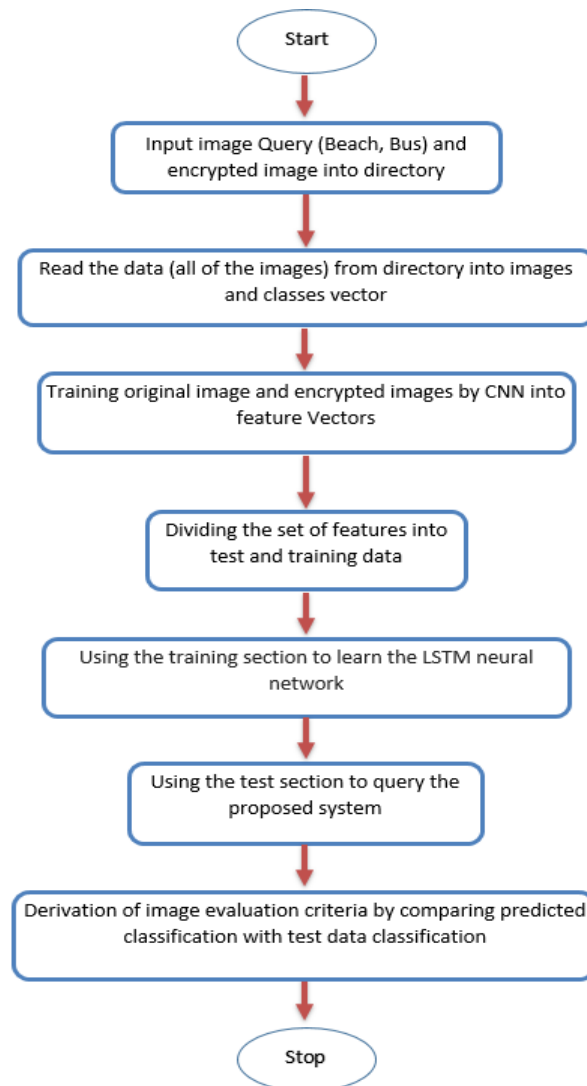 Start
Input image Query (Beach, Bus) and
encrypted image into directory
Read the data (all of the images) from directory into images
and classes vector
Training original image and encrypted images by CNN into
feature Vectors
Dividing the set of features into
test and training data
Using the training section to learn the LSTM neural
network
Using the test section to query the
proposed system
Derivation of image evaluation criteria by comparing predicted
classification with test data classification
Stop